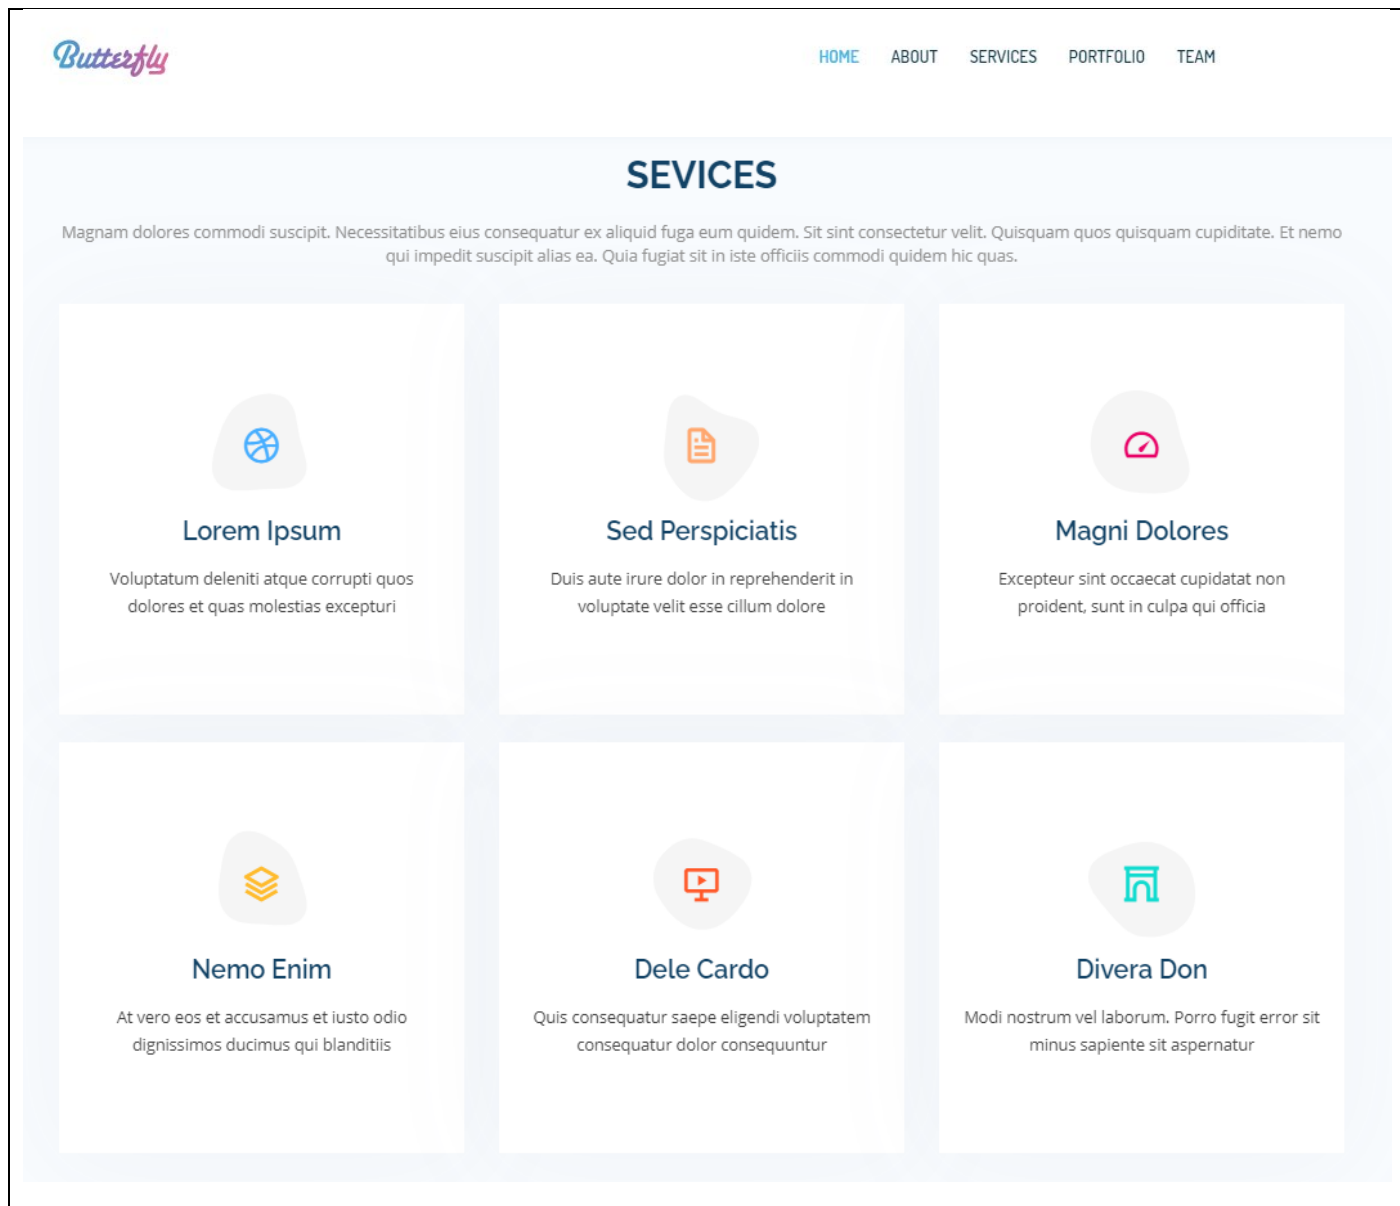 Butterfly
HOME ABOUT SERVICES PORTFOLIO TEAM
SEVICES
Magnam dolores commodi suscipit. Necessitatibus eius consequatur ex aliquid fuga eum quidem. Sit sint consectetur velit. Quisquam quos quisquam cupiditate. Et nemo
qui impedit suscipit alias ea. Quia fugiat sit in iste officiis commodi quidem hic quas.
Lorem Ipsum
Voluptatum deleniti atque corrupti quos
dolores et quas molestias excepturi
Sed Perspiciatis
Duis aute irure dolor in reprehenderit in
voluptate velit esse cillum dolore
Magni Dolores
Excepteur sint occaecat cupidatat non
proident, sunt in culpa qui officia
Nemo Enim
At vero eos et accusamus et iusto odio
dignissimos ducimus qui blanditiis
Dele Cardo
Quis consequatur saepe eligendi voluptatem
consequatur dolor consequuntur
Divera Don
Modi nostrum vel laborum. Porro fugit error sit
minus sapiente sit aspernatur